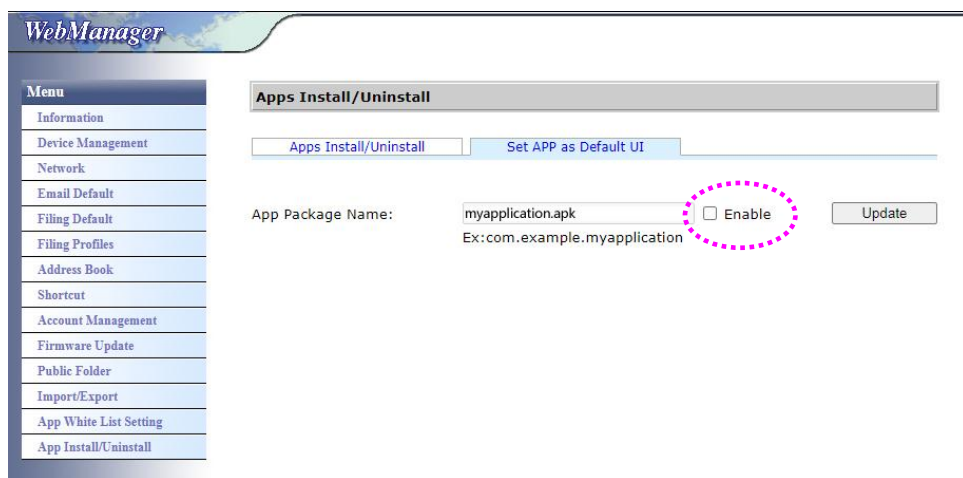 WebManager
Menu
Information
Device Management
Network
Email Default
Filing Default
Filing Profiles
Address Book
Shortcut
Account Management
Firmware Update
Public Folder
Import/Export
App White List Setting
App Install/Uninstall
Apps Install/Uninstall
Apps Install/Uninstall Set APP as Default UI
App Package Name: myapplication.apk Enable Update
Ex:com.example.myapplication